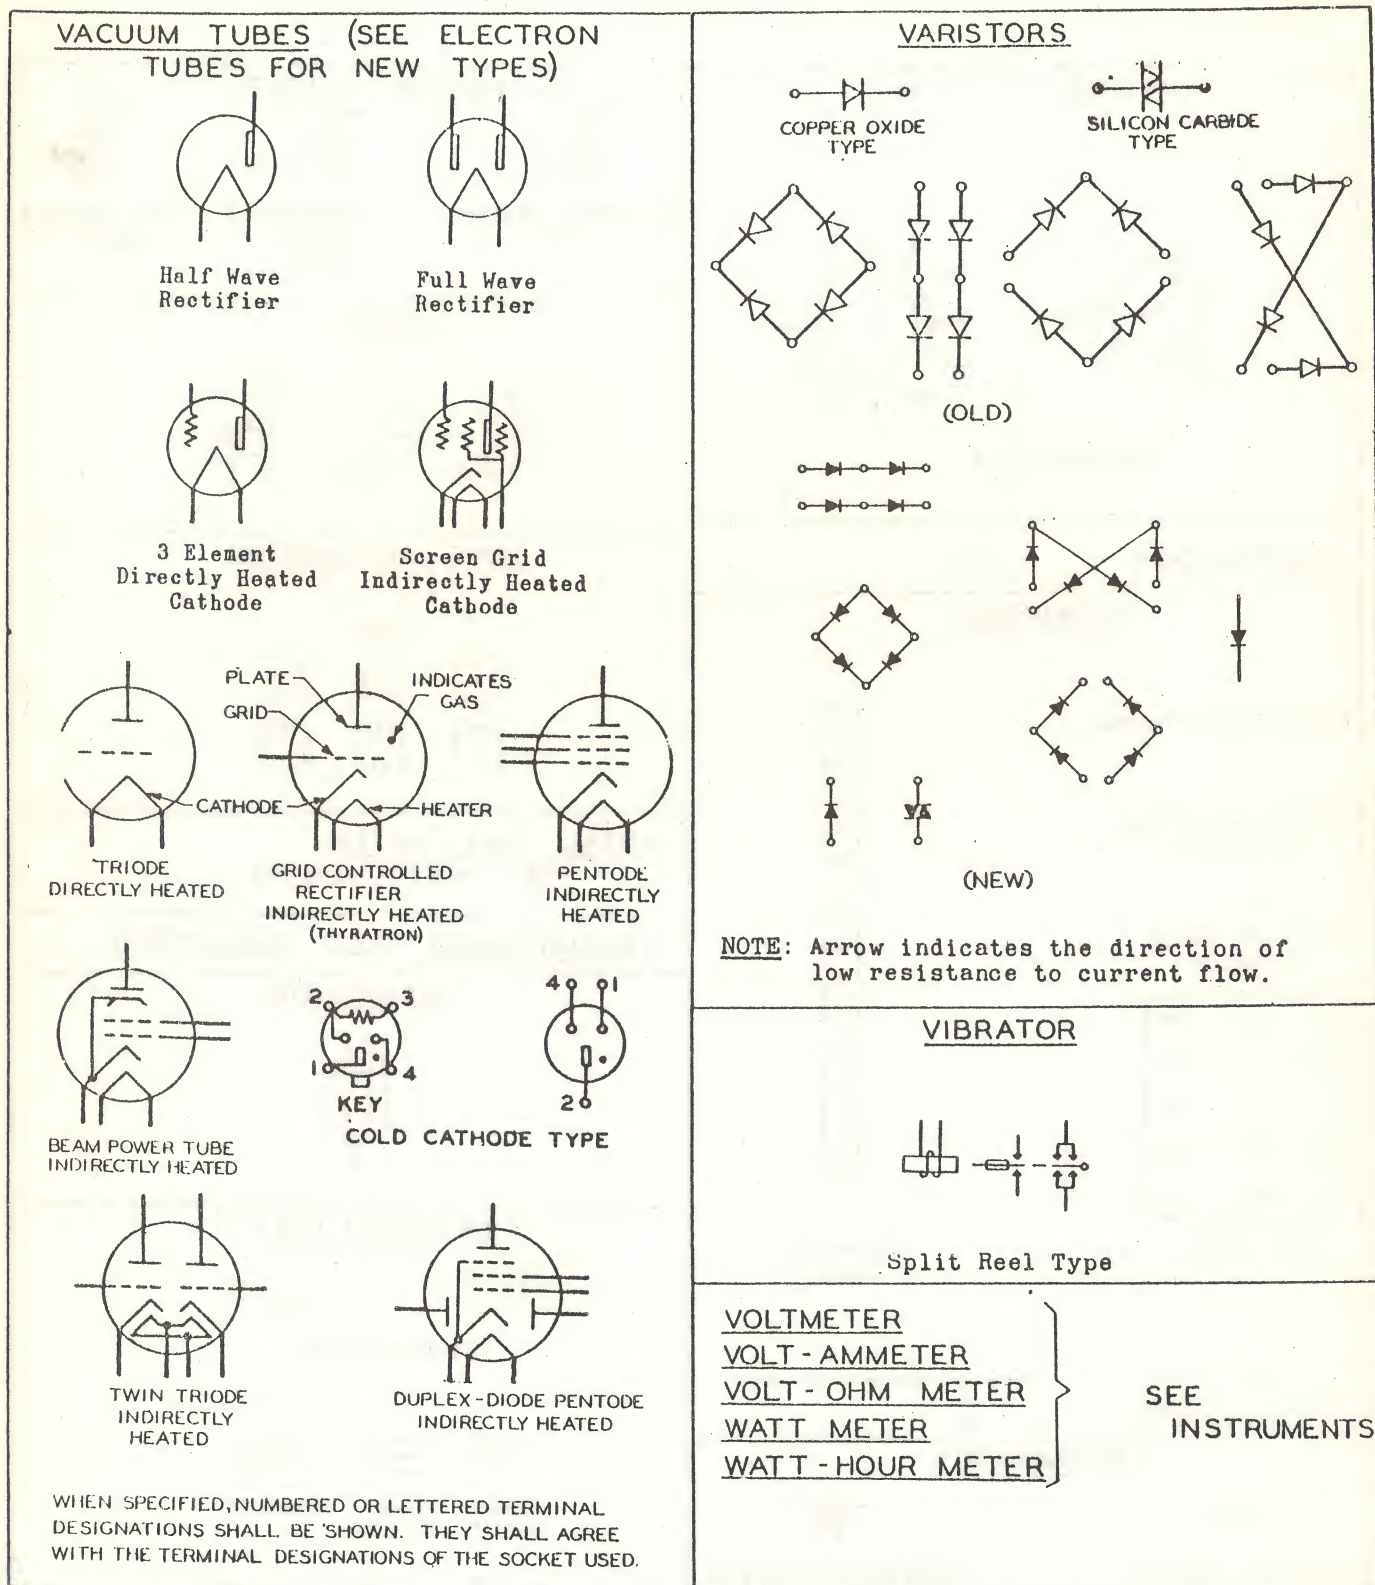 VACUUM TUBES (SEE ELECTRON
TUBES FOR NEW TYPES)
Half Wave
Rectifier
Full Wave
Rectifier
3 Element
Directly Heated
Cathode
Screen Grid
Indirectly Heated
Cathode
PLATE
INDICATES
GAS
GRID
CATHODE
HEATER
TRIODE
DIRECTLY HEATED
GRID CONTROLLED
RECTIFIER
INDIRECTLY HEATED
(THYRATRON)
PENTODE
INDIRECTLY
HEATED
BEAM POWER TUBE
INDIRECTLY HEATED
2 3
1 4
KEY
4 1
2
COLD CATHODE TYPE
TWIN TRIODE
INDIRECTLY
HEATED
DUPLEX-DIODE PENTODE
INDIRECTLY HEATED
WHEN SPECIFIED, NUMBERED OR LETTERED TERMINAL
DESIGNATIONS SHALL BE SHOWN. THEY SHALL AGREE
WITH THE TERMINAL DESIGNATIONS OF THE SOCKET USED.
VARISTORS
COPPER OXIDE
TYPE
SILICON CARBIDE
TYPE
(OLD)
(NEW)
NOTE: Arrow indicates the direction of
low resistance to current flow.
VIBRATOR
Split Reel Type
VOLTMETER
VOLT-AMMETER
VOLT-OHM METER
WATT METER
WATT-HOUR METER
SEE
INSTRUMENTS